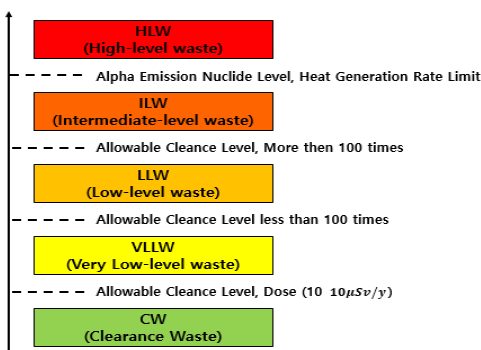 HLW
(High-level waste)
Alpha Emission Nuclide Level, Heat Generation Rate Limit
ILW
(Intermediate-level waste)
Allowable Cleance Level, More then 100 times
LLW
(Low-level waste)
Allowable Cleance Level less than 100 times
VLLW
(Very Low-level waste)
Allowable Cleance Level, Dose (10 10μSv/y)
CW
(Clearance Waste)